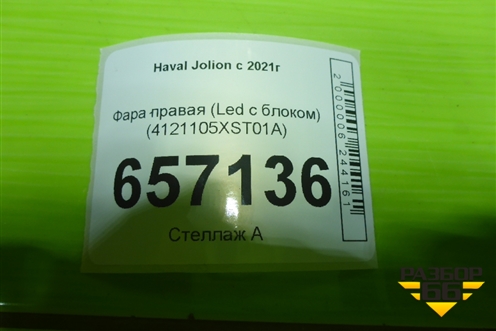 Haval Jolion с 2021г
Фара правая (Led с блоком)
(4121105XST01A)
657136
Стеллаж А
2000006244161
РАЗБОР
66